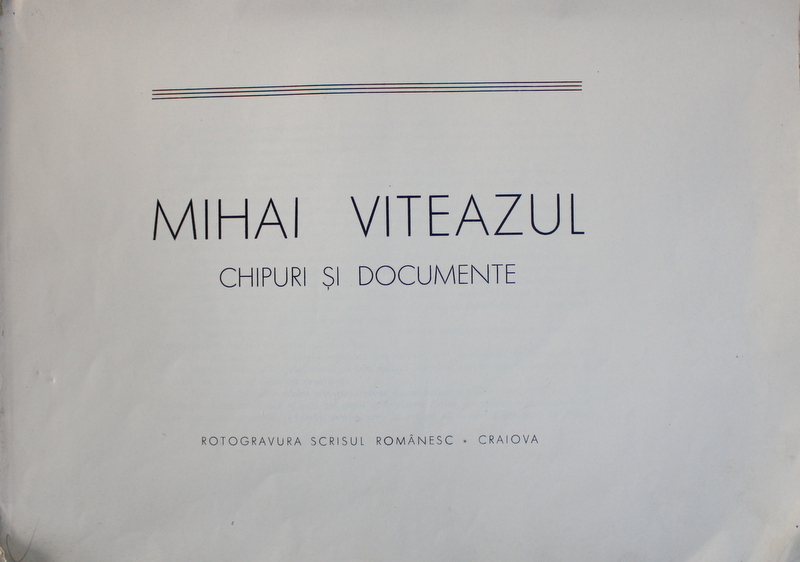 MIHAI VITEAZUL
CHIPURI ȘI DOCUMENTE
ROTOGRAVURA SCRISUL ROMÂNESC • CRAIOVA